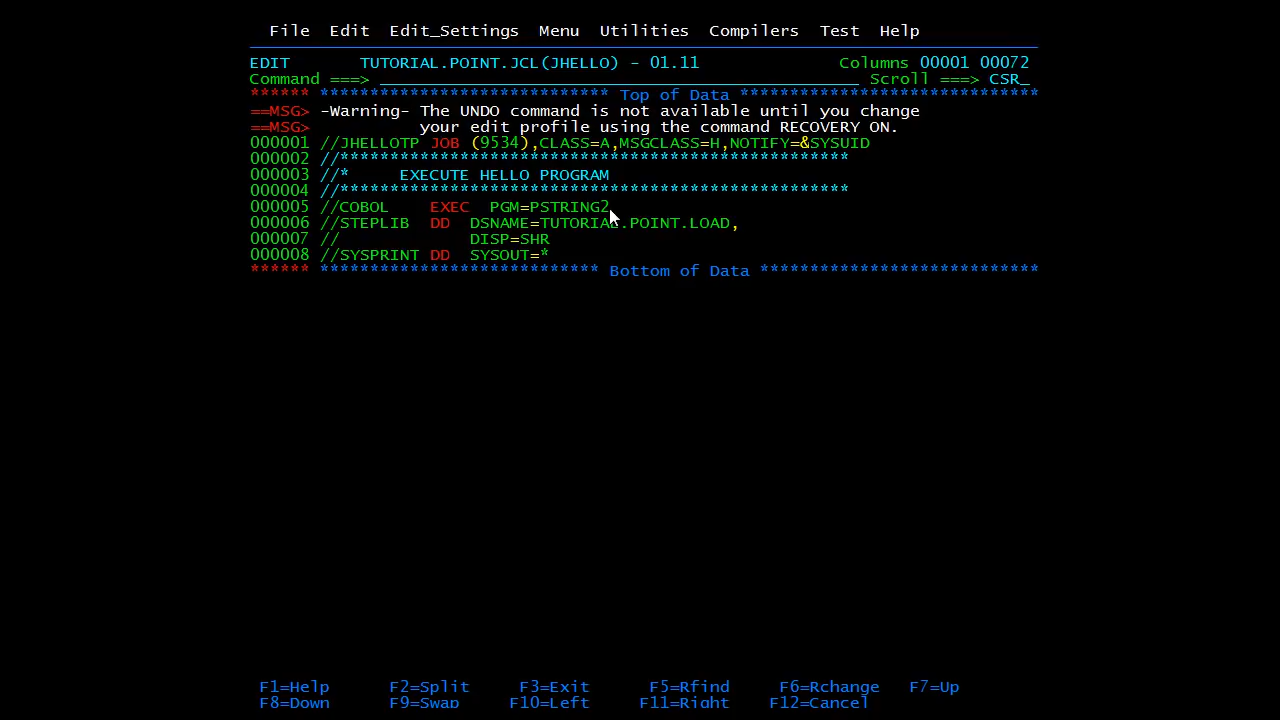 File  Edit  Edit_Settings  Menu  Utilities  Compilers  Test  Help
EDIT       TUTORIAL.POINT.JCL(JHELLO) - 01.11              Columns 00001 00072
Command ===> ________________________________________________ Scroll ===> CSR_
****** ***************************** Top of Data ******************************
==MSG> -Warning- The UNDO command is not available until you change
==MSG>           your edit profile using the command RECOVERY ON.
000001 //JHELLOTP JOB (9534),CLASS=A,MSGCLASS=H,NOTIFY=&SYSUID
000002 //***************************************************
000003 //*     EXECUTE HELLO PROGRAM
000004 //***************************************************
000005 //COBOL    EXEC  PGM=PSTRING2
000006 //STEPLIB  DD  DSNAME=TUTORIAL.POINT.LOAD,
000007 //             DISP=SHR
000008 //SYSPRINT DD  SYSOUT=*
****** **************************** Bottom of Data ****************************
F1=Help      F2=Split     F3=Exit      F5=Rfind     F6=Rchange   F7=Up
F8=Down      F9=Swap     F10=Left     F11=Right    F12=Cancel